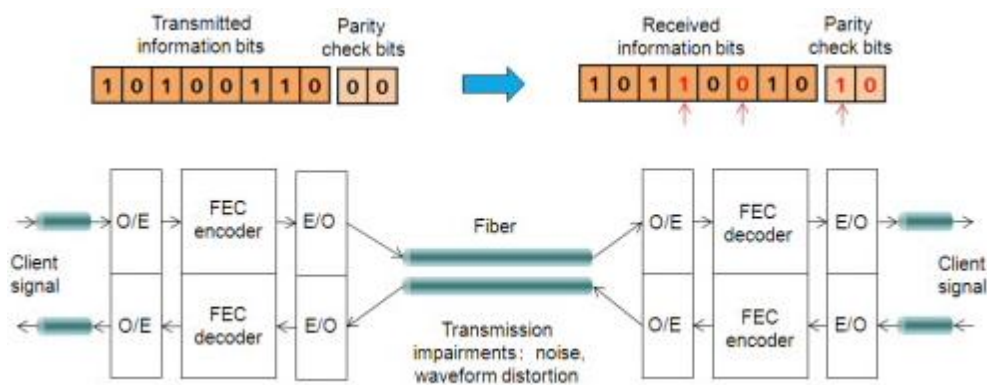 Transmitted
information bits
Parity
check bits
Received
information bits
Parity
check bits
1 0 1 0 0 1 1 0 0 0
1 0 1 1 0 0 1 0 1 0
O/E
FEC
encoder
E/O
Fiber
O/E
FEC
decoder
E/O
Client
signal
Client
signal
O/E
FEC
decoder
E/O
Transmission
impairments: noise,
waveform distortion
O/E
FEC
encoder
E/O